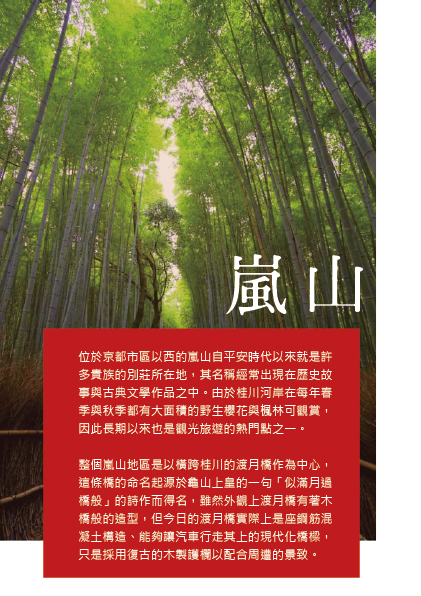 嵐山
位於京都市區以西的嵐山自平安時代以來就是許
多貴族的別莊所在地，其名稱經常出現在歷史故
事與古典文學作品之中。由於桂川河岸在每年春
季與秋季都有大面積的野生櫻花與楓林可觀賞，
因此長期以來也是觀光旅遊的熱門點之一。
整個嵐山地區是以橫跨桂川的渡月橋作為中心，
這條橋的命名起源於龜山上皇的一句「似滿月過
橋般」的詩作而得名，雖然外觀上渡月橋有著木
橋般的造型，但今日的渡月橋實際上是座鋼筋混
凝土構造、能夠讓汽車行走其上的現代化橋樑，
只是採用復古的木製護欄以配合周遭的景致。